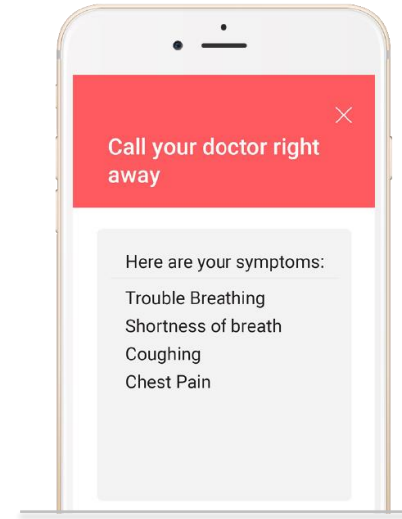 Call your doctor right
away
Here are your symptoms:
Trouble Breathing
Shortness of breath
Coughing
Chest Pain